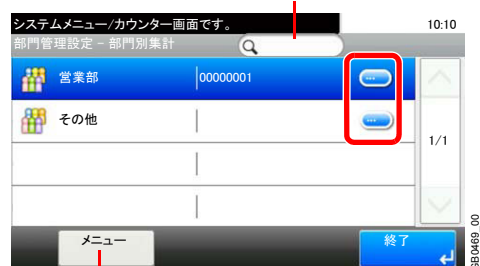 システムメニュー/カウンター画面です。 10:10
部門管理設定 - 部門別集計
営業部 00000001
その他
1/1
メニュー 終了
GB0469_00